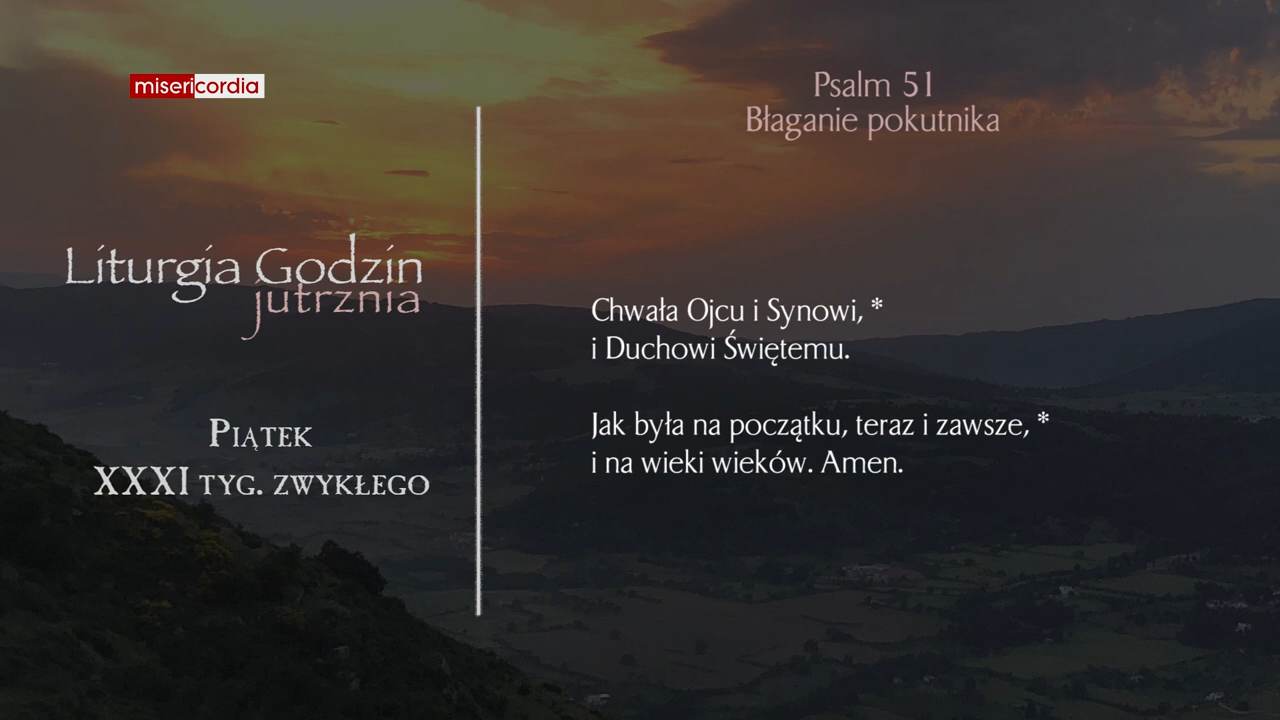 misericordia
Liturgia Godzin
jutrznia
Piątek
XXXI tyg. zwykłego
Psalm 51
Błaganie pokutnika
Chwała Ojcu i Synowi, *
i Duchowi Świętemu.
Jak była na początku, teraz i zawsze, *
i na wieki wieków. Amen.